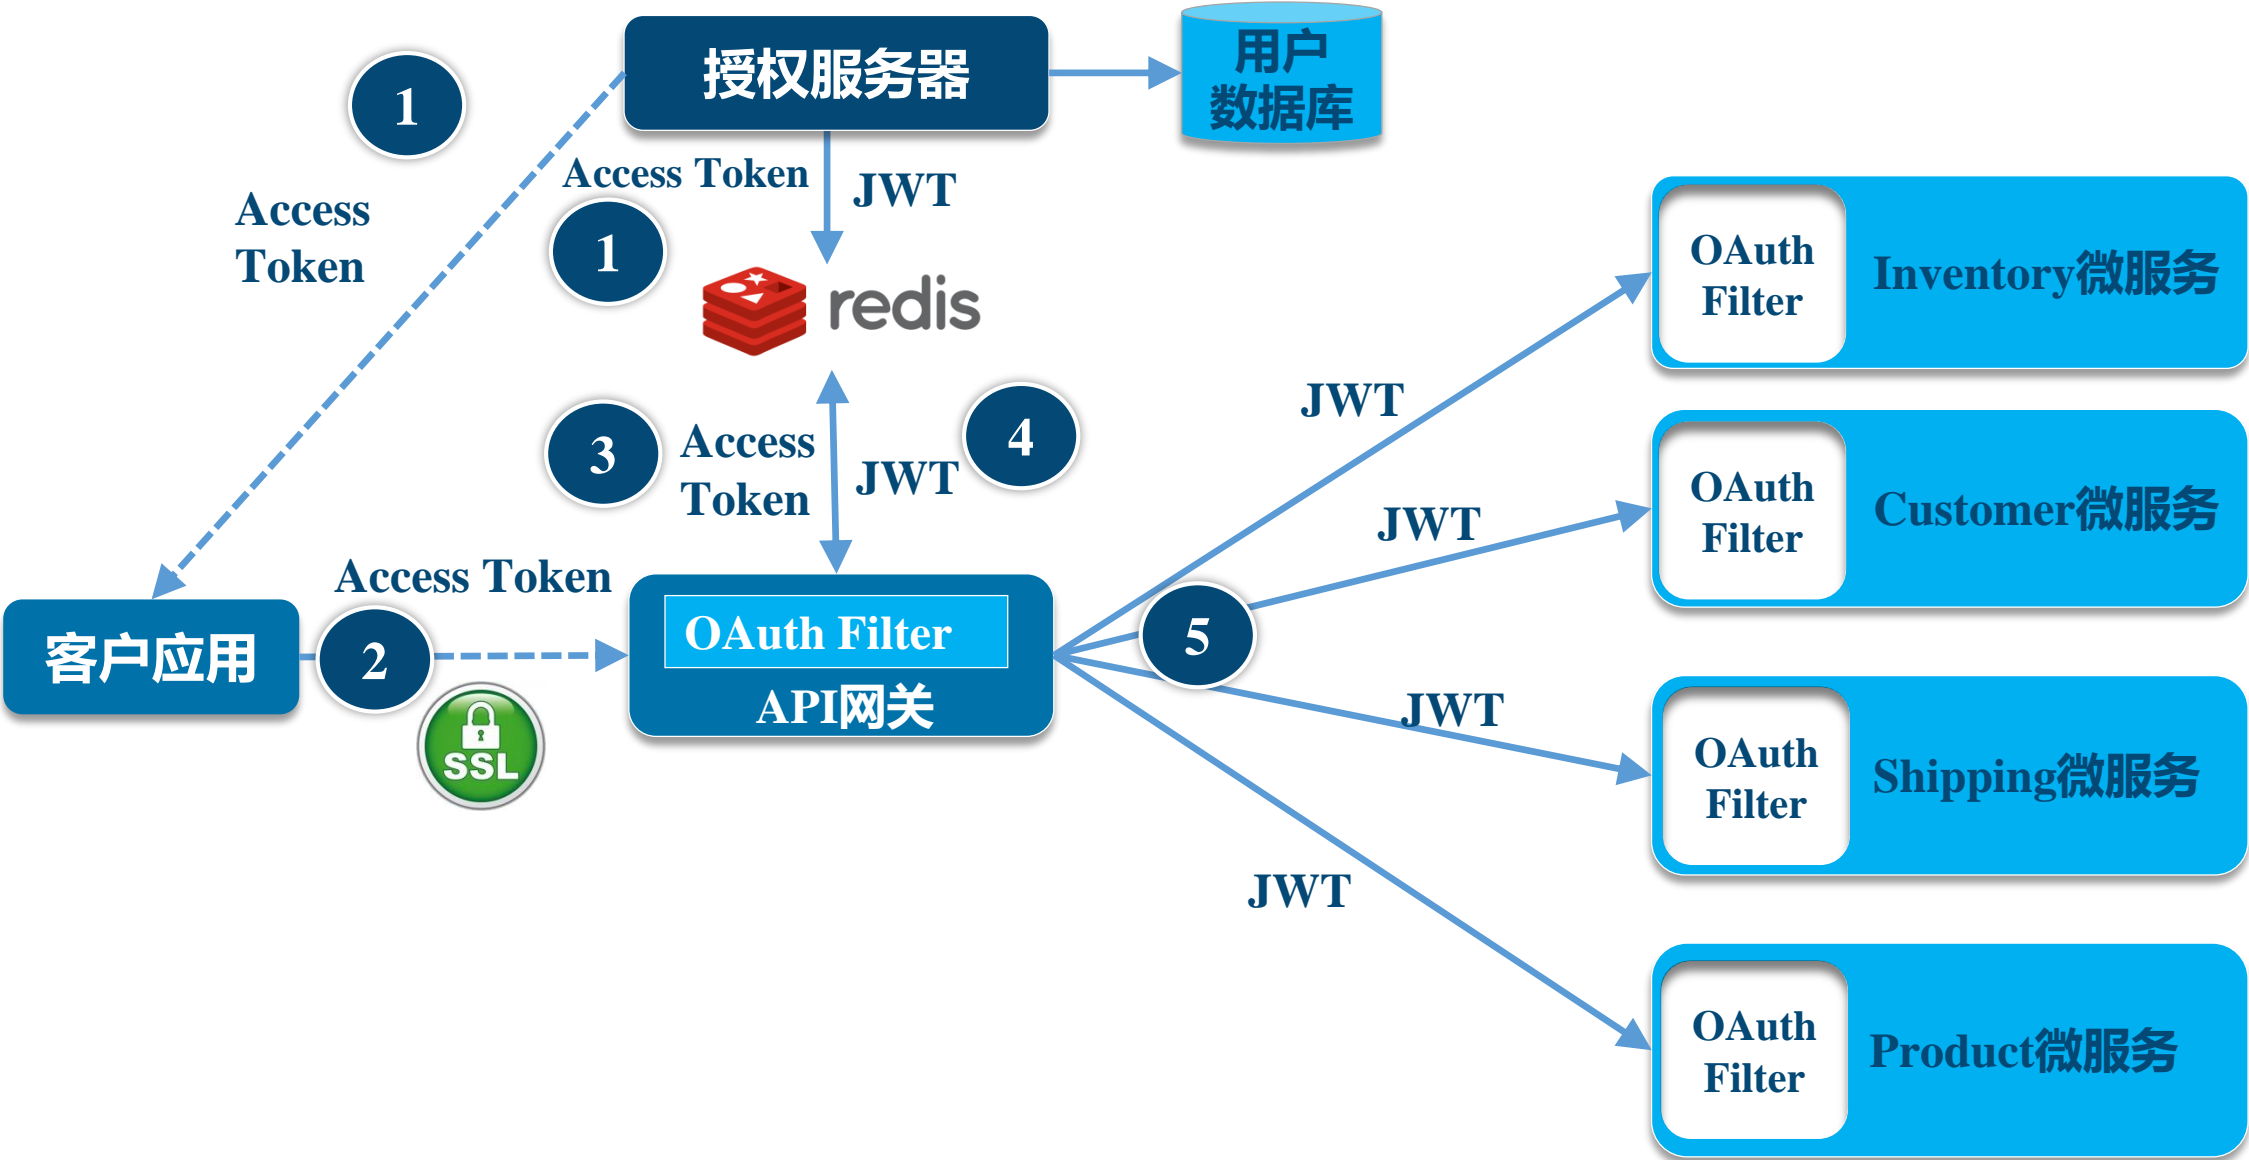 授权服务器
用户
数据库
1
Access
Token
Access Token
JWT
1
redis
3
Access
Token
JWT
4
客户应用
Access Token
2
SSL
OAuth Filter
API网关
5
JWT
JWT
JWT
JWT
OAuth
Filter
Inventory微服务
OAuth
Filter
Customer微服务
OAuth
Filter
Shipping微服务
OAuth
Filter
Product微服务